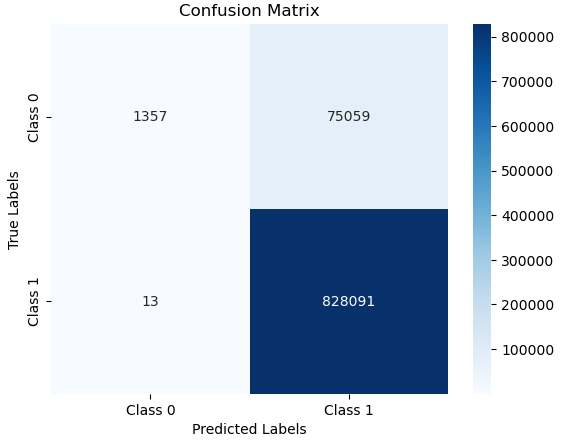 Confusion Matrix
True Labels
Class 0
1357
75059
Class 1
13
828091
Class 0
Class 1
Predicted Labels
800000
700000
600000
500000
400000
300000
200000
100000